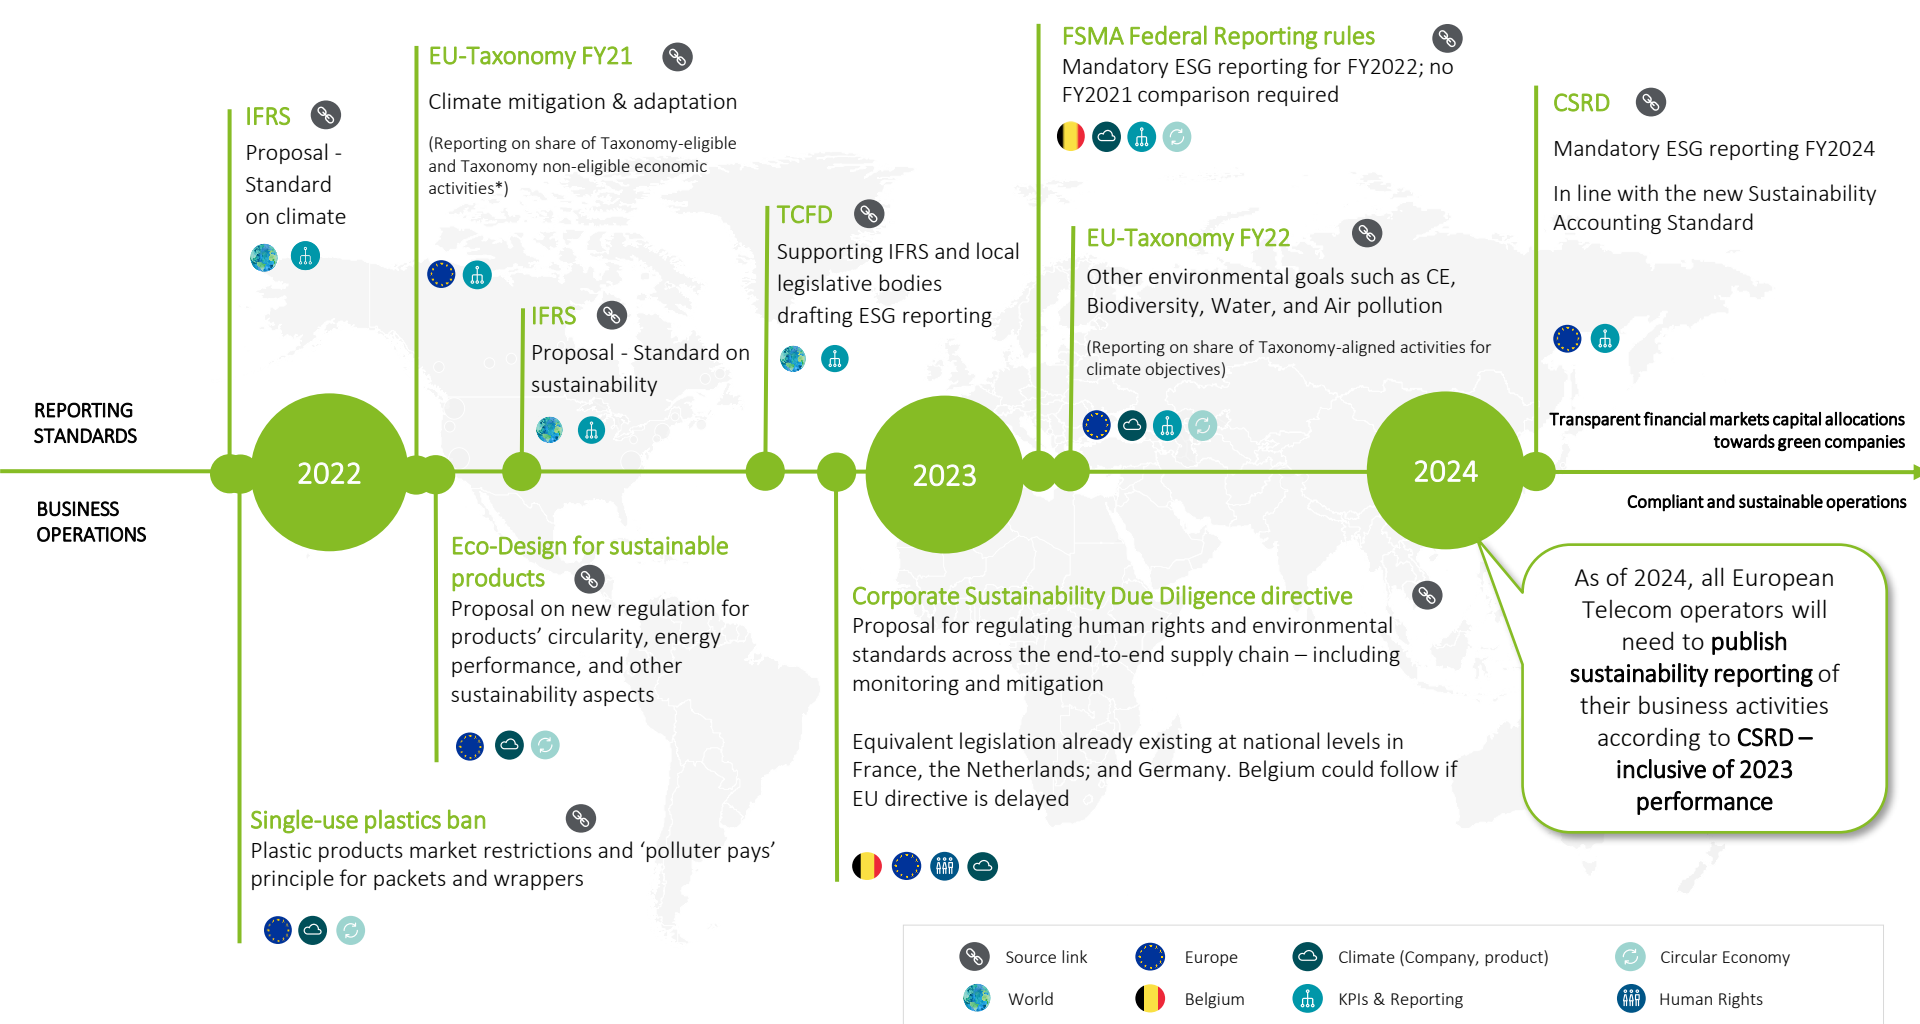 IFRS
Proposal -
Standard
on climate
EU-Taxonomy FY21
Climate mitigation & adaptation
(Reporting on share of Taxonomy-eligible
and Taxonomy non-eligible economic
activities*)
IFRS
Proposal - Standard on
sustainability
TCFD
Supporting IFRS and local
legislative bodies
drafting ESG reporting
FSMA Federal Reporting rules
Mandatory ESG reporting for FY2022; no
FY2021 comparison required
EU-Taxonomy FY22
Other environmental goals such as CE,
Biodiversity, Water, and Air pollution
(Reporting on share of Taxonomy-aligned activities for
climate objectives)
CSRD
Mandatory ESG reporting FY2024
In line with the new Sustainability
Accounting Standard
REPORTING
STANDARDS
2022
2023
2024
Transparent financial markets capital allocations
towards green companies
BUSINESS
OPERATIONS
Compliant and sustainable operations
Eco-Design for sustainable
products
Proposal on new regulation for
products’ circularity, energy
performance, and other
sustainability aspects
Single-use plastics ban
Plastic products market restrictions and ‘polluter pays’
principle for packets and wrappers
Corporate Sustainability Due Diligence directive
Proposal for regulating human rights and environmental
standards across the end-to-end supply chain – including
monitoring and mitigation
Equivalent legislation already existing at national levels in
France, the Netherlands; and Germany. Belgium could follow if
EU directive is delayed
As of 2024, all European
Telecom operators will
need to publish
sustainability reporting of
their business activities
according to CSRD –
inclusive of 2023
performance
Source link
Europe
Climate (Company, product)
Circular Economy
World
Belgium
KPIs & Reporting
Human Rights